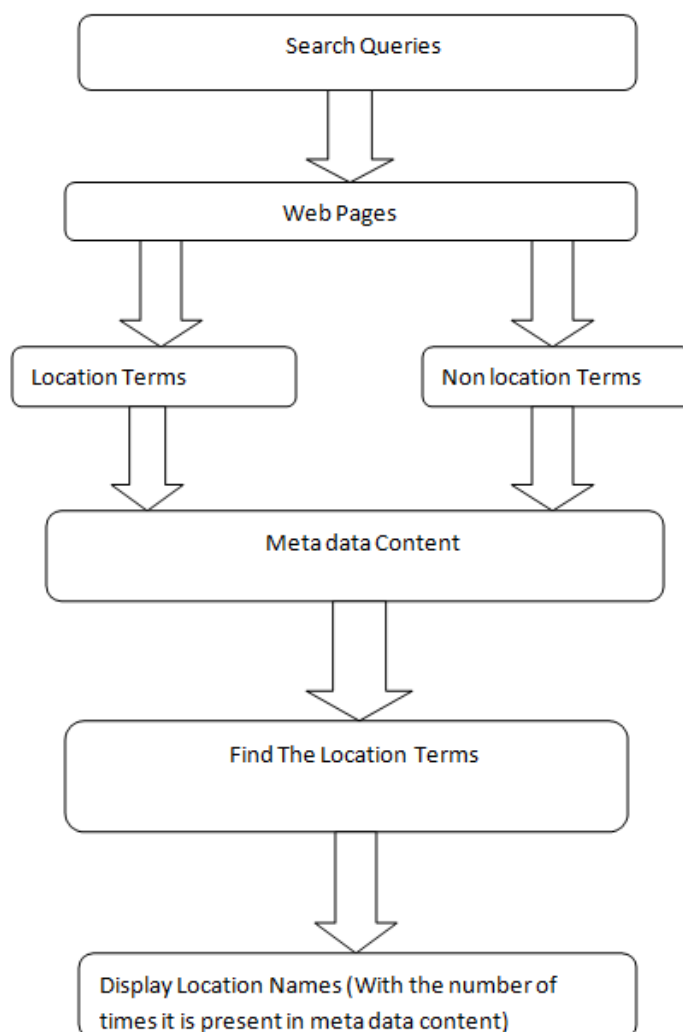 Search Queries
Web Pages
Location Terms
Non location Terms
Meta data Content
Find The Location Terms
Display Location Names (With the number of
times it is present in meta data content)